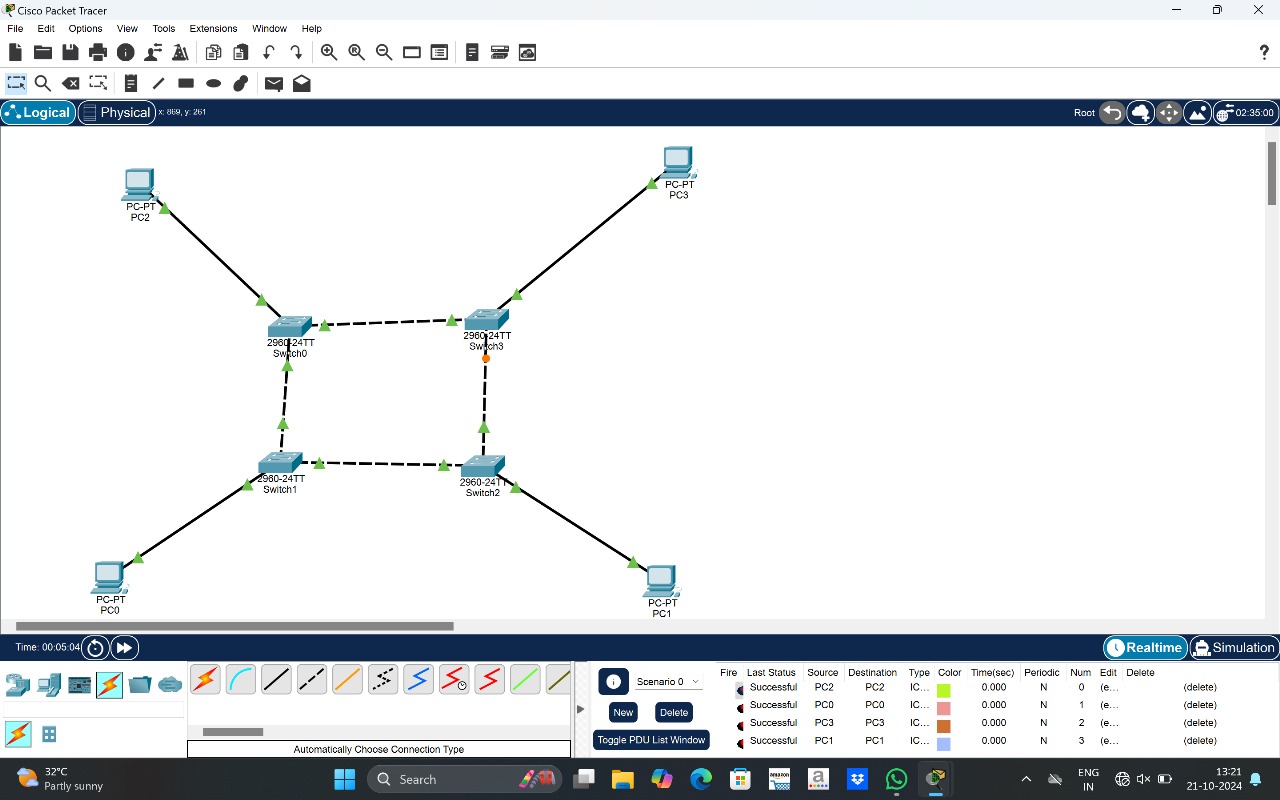 Cisco Packet Tracer
File Edit Options View Tools Extensions Window Help
?
Logical Physical x: 869, y: 261 Root 02:35:00
PC-PT
PC2
PC-PT
PC3
2960-24TT
Switch0
2960-24TT
Switch3
2960-24TT
Switch1
2960-24TT
Switch2
PC-PT
PC0
PC-PT
PC1
Time: 00:05:04 Realtime Simulation
Automatically Choose Connection Type
Scenario 0
New Delete
Toggle PDU List Window
Fire Last Status Source Destination Type Color Time(sec) Periodic Num Edit Delete
Successful PC2 PC2 IC... 0.000 N 0 (e... (delete)
Successful PC0 PC0 IC... 0.000 N 1 (e... (delete)
Successful PC3 PC3 IC... 0.000 N 2 (e... (delete)
Successful PC1 PC1 IC... 0.000 N 3 (e... (delete)
32°C
Partly sunny
Search
amazon
a
ENG
IN
13:21
21-10-2024